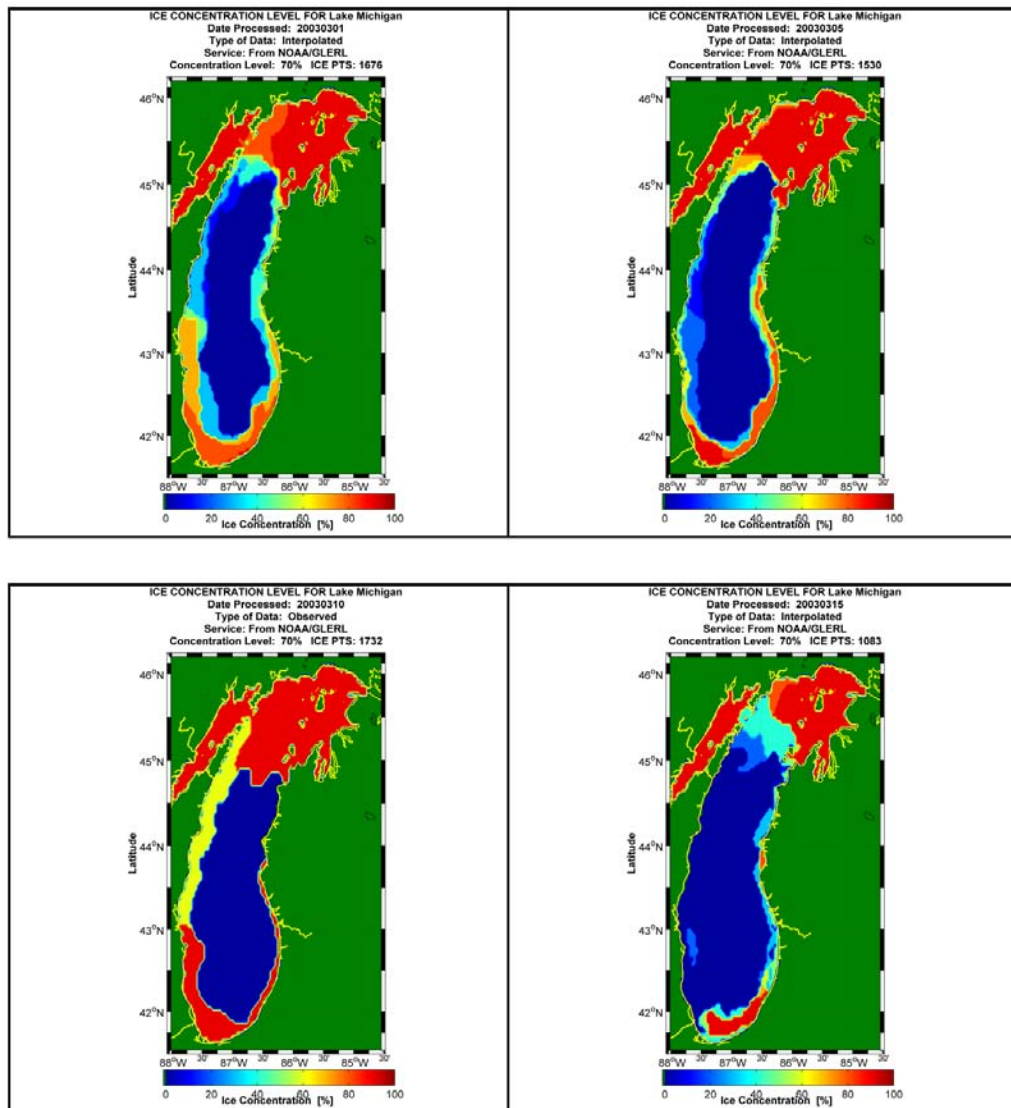 ICE CONCENTRATION LEVEL FOR Lake Michigan
Date Processed: 20030301
Type of Data: Interpolated
Service: From NOAA/GLERL
Concentration Level: 70% ICE PTS: 1676
46°N
45°N
44°N
43°N
42°N
Latitude
88°W 30' 87°W 30' 86°W 30' 85°W 30'
0 20 40 60 80 100
Ice Concentration [%]
ICE CONCENTRATION LEVEL FOR Lake Michigan
Date Processed: 20030305
Type of Data: Interpolated
Service: From NOAA/GLERL
Concentration Level: 70% ICE PTS: 1530
46°N
45°N
44°N
43°N
42°N
Latitude
88°W 30' 87°W 30' 86°W 30' 85°W 30'
0 20 40 60 80 100
Ice Concentration [%]
ICE CONCENTRATION LEVEL FOR Lake Michigan
Date Processed: 20030310
Type of Data: Observed
Service: From NOAA/GLERL
Concentration Level: 70% ICE PTS: 1732
46°N
45°N
44°N
43°N
42°N
Latitude
88°W 30' 87°W 30' 86°W 30' 85°W 30'
0 20 40 60 80 100
Ice Concentration [%]
ICE CONCENTRATION LEVEL FOR Lake Michigan
Date Processed: 20030315
Type of Data: Interpolated
Service: From NOAA/GLERL
Concentration Level: 70% ICE PTS: 1083
46°N
45°N
44°N
43°N
42°N
Latitude
88°W 30' 87°W 30' 86°W 30' 85°W 30'
0 20 40 60 80 100
Ice Concentration [%]